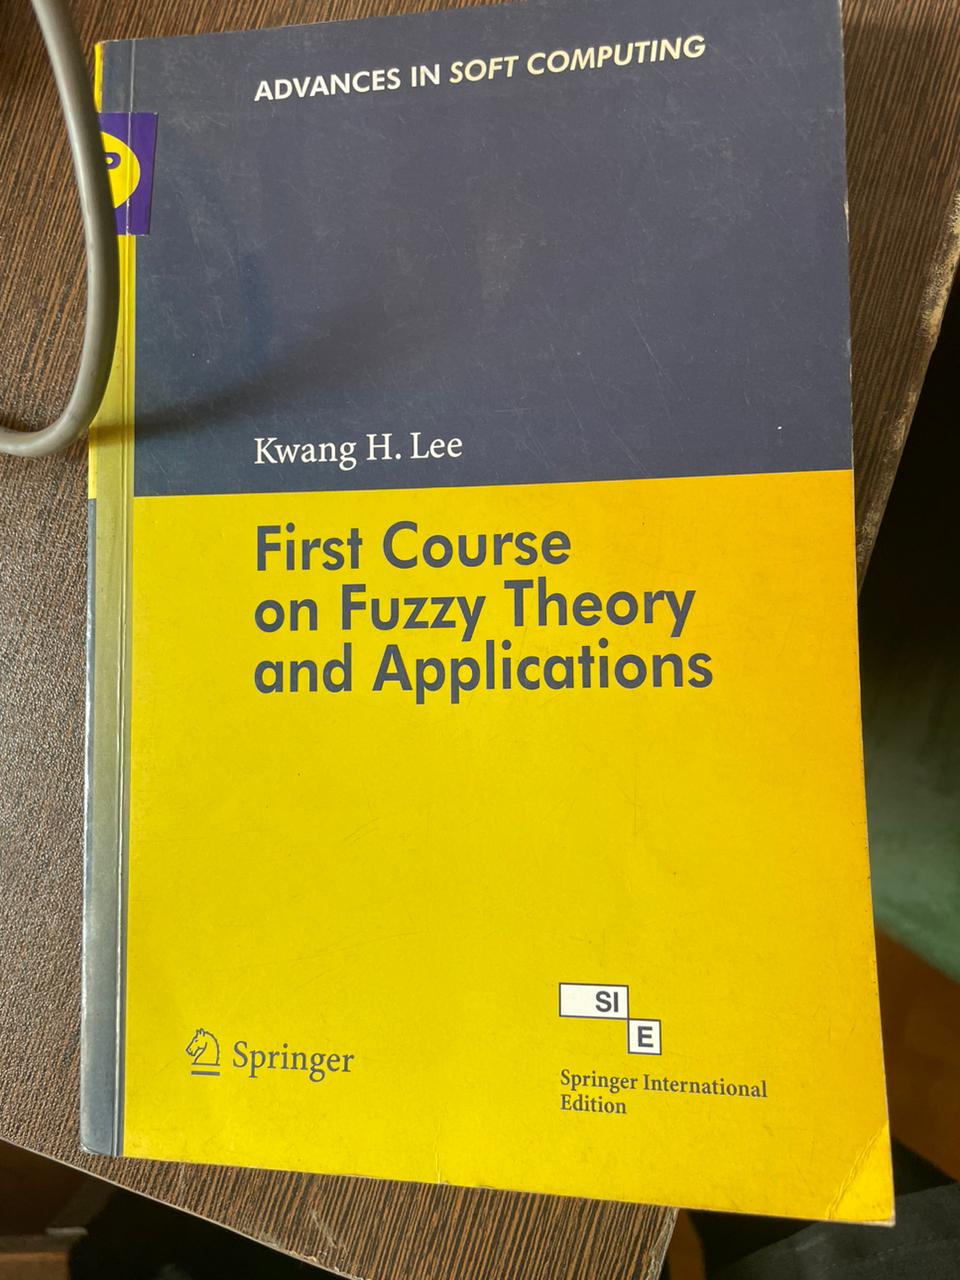 ADVANCES IN SOFT COMPUTING
Kwang H. Lee
First Course
on Fuzzy Theory
and Applications
Springer
SI
E
Springer International
Edition